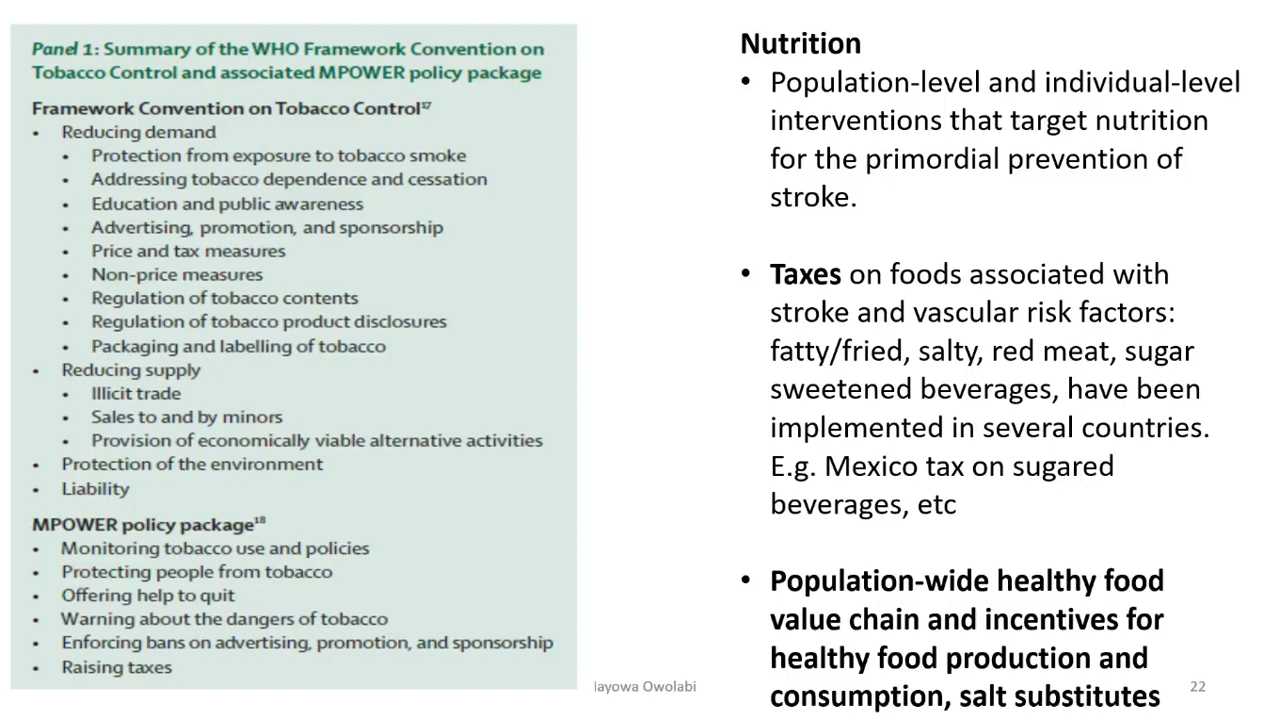 Panel 1: Summary of the WHO Framework Convention on
Tobacco Control and associated MPOWER policy package
Framework Convention on Tobacco Control¹⁷
• Reducing demand
• Protection from exposure to tobacco smoke
• Addressing tobacco dependence and cessation
• Education and public awareness
• Advertising, promotion, and sponsorship
• Price and tax measures
• Non-price measures
• Regulation of tobacco contents
• Regulation of tobacco product disclosures
• Packaging and labelling of tobacco
• Reducing supply
• Illicit trade
• Sales to and by minors
• Provision of economically viable alternative activities
• Protection of the environment
• Liability
MPOWER policy package¹⁸
• Monitoring tobacco use and policies
• Protecting people from tobacco
• Offering help to quit
• Warning about the dangers of tobacco
• Enforcing bans on advertising, promotion, and sponsorship
• Raising taxes
Nutrition
• Population-level and individual-level
interventions that target nutrition
for the primordial prevention of
stroke.
• Taxes on foods associated with
stroke and vascular risk factors:
fatty/fried, salty, red meat, sugar
sweetened beverages, have been
implemented in several countries.
E.g. Mexico tax on sugared
beverages, etc
• Population-wide healthy food
value chain and incentives for
healthy food production and
consumption, salt substitutes
Owolabi
22